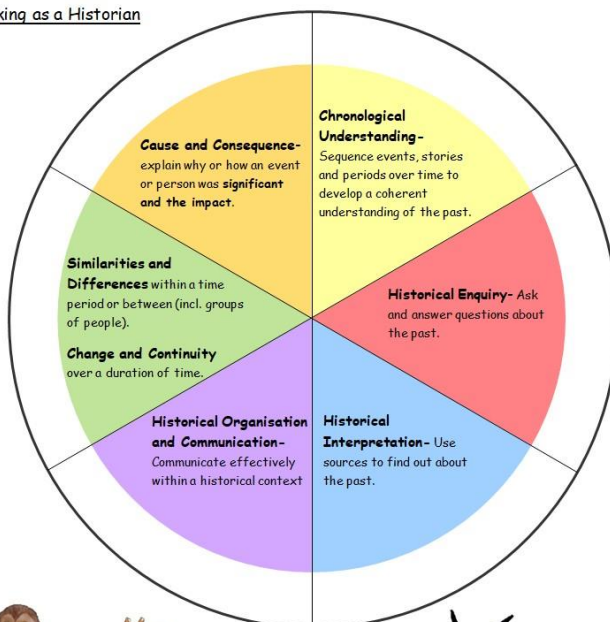 king as a Historian
Chronological
Understanding-
Sequence events, stories
and periods over time to
develop a coherent
understanding of the past.
Historical Enquiry- Ask
and answer questions about
the past.
Historical
Interpretation- Use
sources to find out about
the past.
Historical Organisation
and Communication-
Communicate effectively
within a historical context
Similarities and
Differences within a time
period or between (incl. groups
of people).
Change and Continuity
over a duration of time.
Cause and Consequence-
explain why or how an event
or person was significant
and the impact.